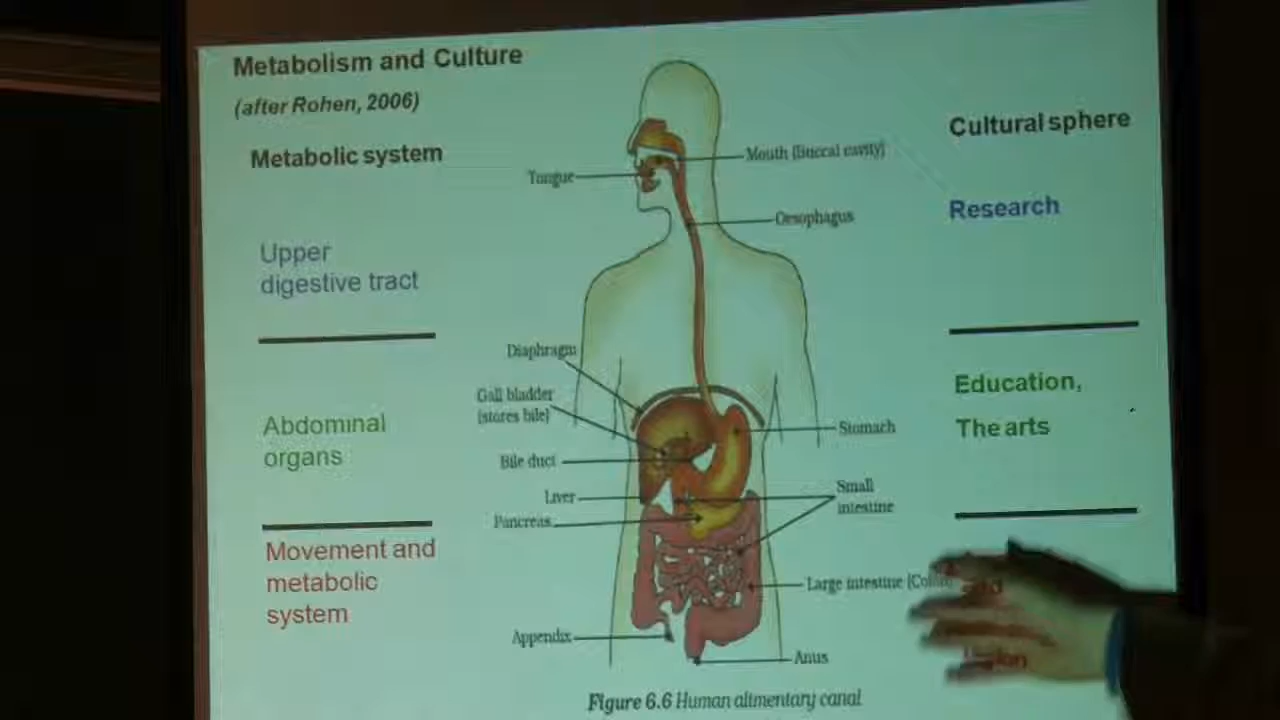 Metabolism and Culture
(after Rohen, 2006)
Metabolic system
Cultural sphere
Mouth (Buccal cavity)
Tongue
Research
Oesophagus
Upper
digestive tract
Diaphragm
Gall bladder
(stores bile)
Education,
The arts
Stomach
Abdominal
organs
Bile duct
Liver
Small
intestine
Pancreas
Movement and
metabolic
system
Large intestine
Appendix
Anus
Figure 6.6 Human alimentary canal